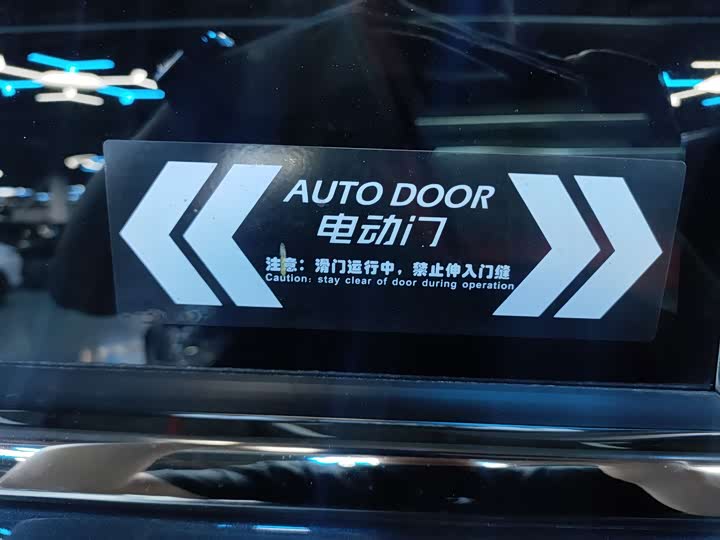 AUTO DOOR
电动门
注意：滑门运行中，禁止伸入门缝
Caution: stay clear of door during operation